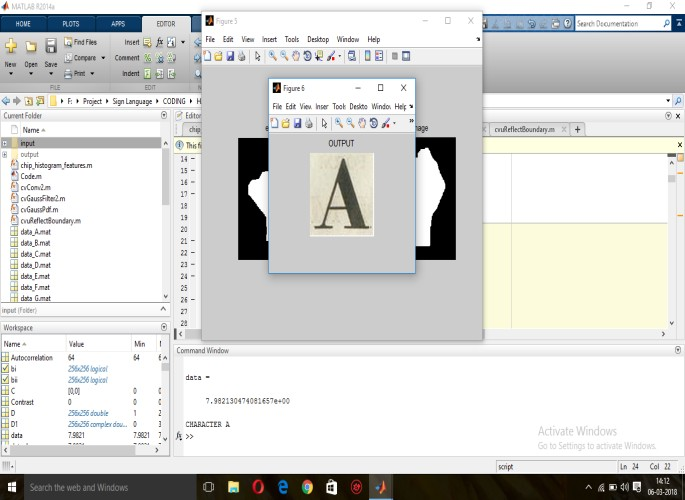 MATLAB R2014a
HOME PLOTS APPS EDITOR
Search Documentation
New Open Save
Find Files
Compare
Print
Insert
Comment
Indent
FILE
EDIT
F: Project Sign Language CODING
Current Folder
Name
input
output
chip_histogram_features.m
Code.m
cvConv2.m
cvGaussFilter2.m
cvGaussPdf.m
cvuReflectBoundary.m
data_A.mat
data_B.mat
data_C.mat
data_D.mat
data_E.mat
data_F.mat
data_G.mat
input (Folder)
Workspace
Name Value Min
Autocorrelation 64 64
bi 256x256 logical
bii 256x256 logical
C [0,0] 0
Contrast 0 0
D 256x256 double 1
D1 256x256 complex dou... 0
data 7.9821 7.9821
Editor
chip
cvuReflectBoundary.m
This f
14
15
16
17
18
19
20
21
22
23
24
25
26
27
28
Figure 5
File Edit View Insert Tools Desktop Window Help
Figure 6
File Edit View Inser Tools Deskto Windov Help
OUTPUT
A
Command Window
data =
7.982130474081657e+00
CHARACTER A
fx >>
Activate Windows
Go to Settings to activate Windows.
script Ln 24 Col 22
Search the web and Windows
14:12
06-03-2018